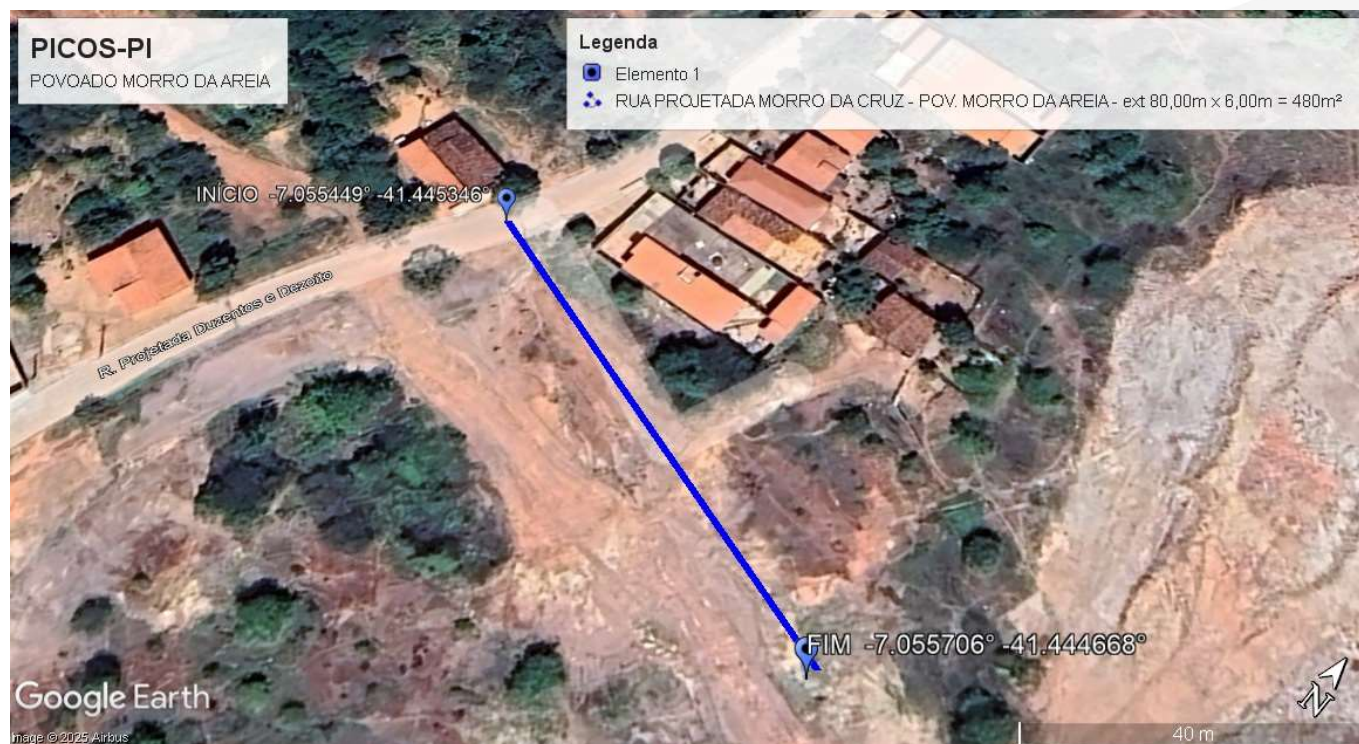 PICOS-PI
POVOADO MORRO DA AREIA
Legenda
Elemento 1
RUA PROJETADA MORRO DA CRUZ - POV. MORRO DA AREIA - ext 80,00m x 6,00m = 480m²
INÍCIO -7.055449° -41.445346°
R. Projetada Duzentos e Dezoito
FIM -7.055706° -41.444668°
Google Earth
Image © 2025 Airbus
N
40 m